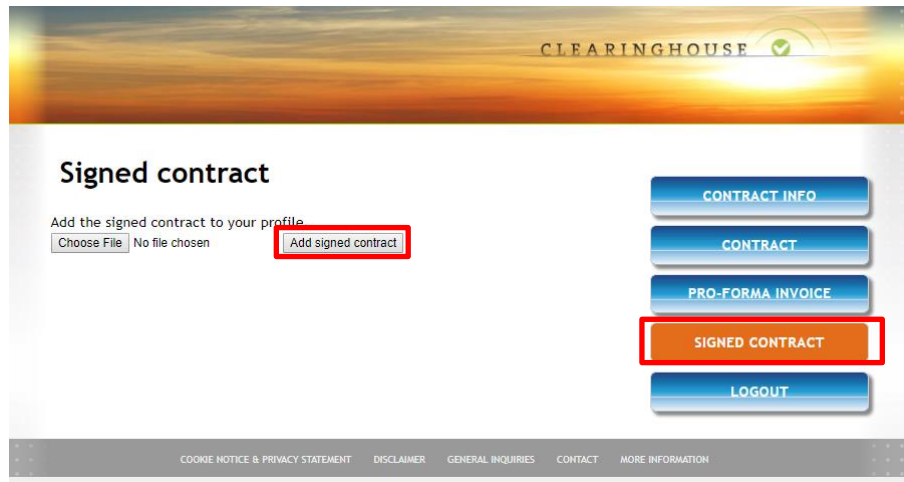 CLEARINGHOUSE
Signed contract
Add the signed contract to your profile
Choose File No file chosen Add signed contract
CONTRACT INFO
CONTRACT
PRO-FORMA INVOICE
SIGNED CONTRACT
LOGOUT
COOKIE NOTICE & PRIVACY STATEMENT DISCLAIMER GENERAL INQUIRIES CONTACT MORE INFORMATION